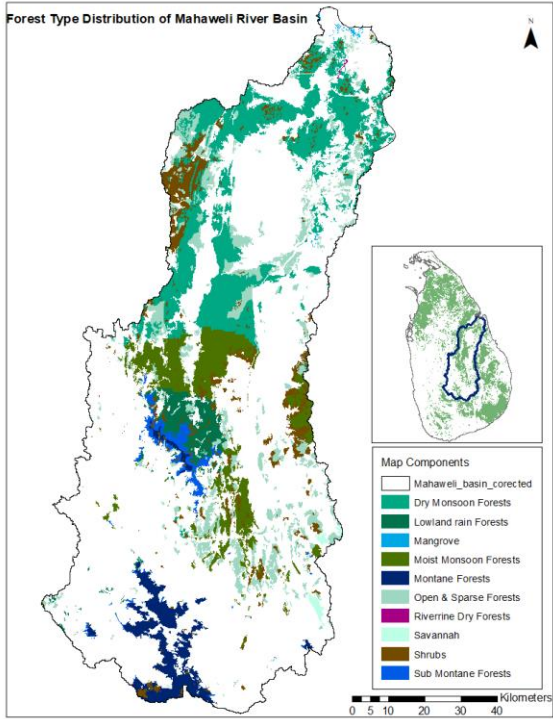 Forest Type Distribution of Mahaweli River Basin
N
Map Components
Mahaweli_basin_corected
Dry Monsoon Forests
Lowland rain Forests
Mangrove
Moist Monsoon Forests
Montane Forests
Open & Sparse Forests
Riverrine Dry Forests
Savannah
Shrubs
Sub Montane Forests
Kilometers
0 5 10 20 30 40